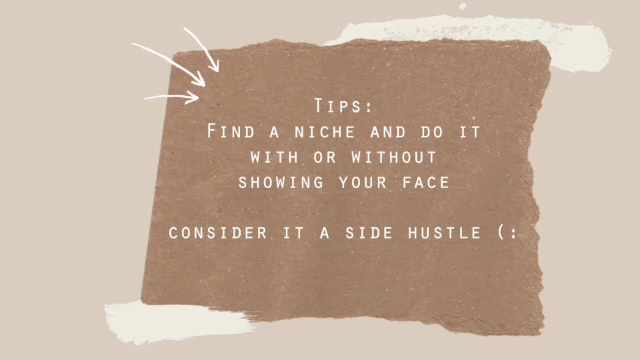 Tips:
Find a niche and do it
with or without
showing your face
consider it a side hustle (: